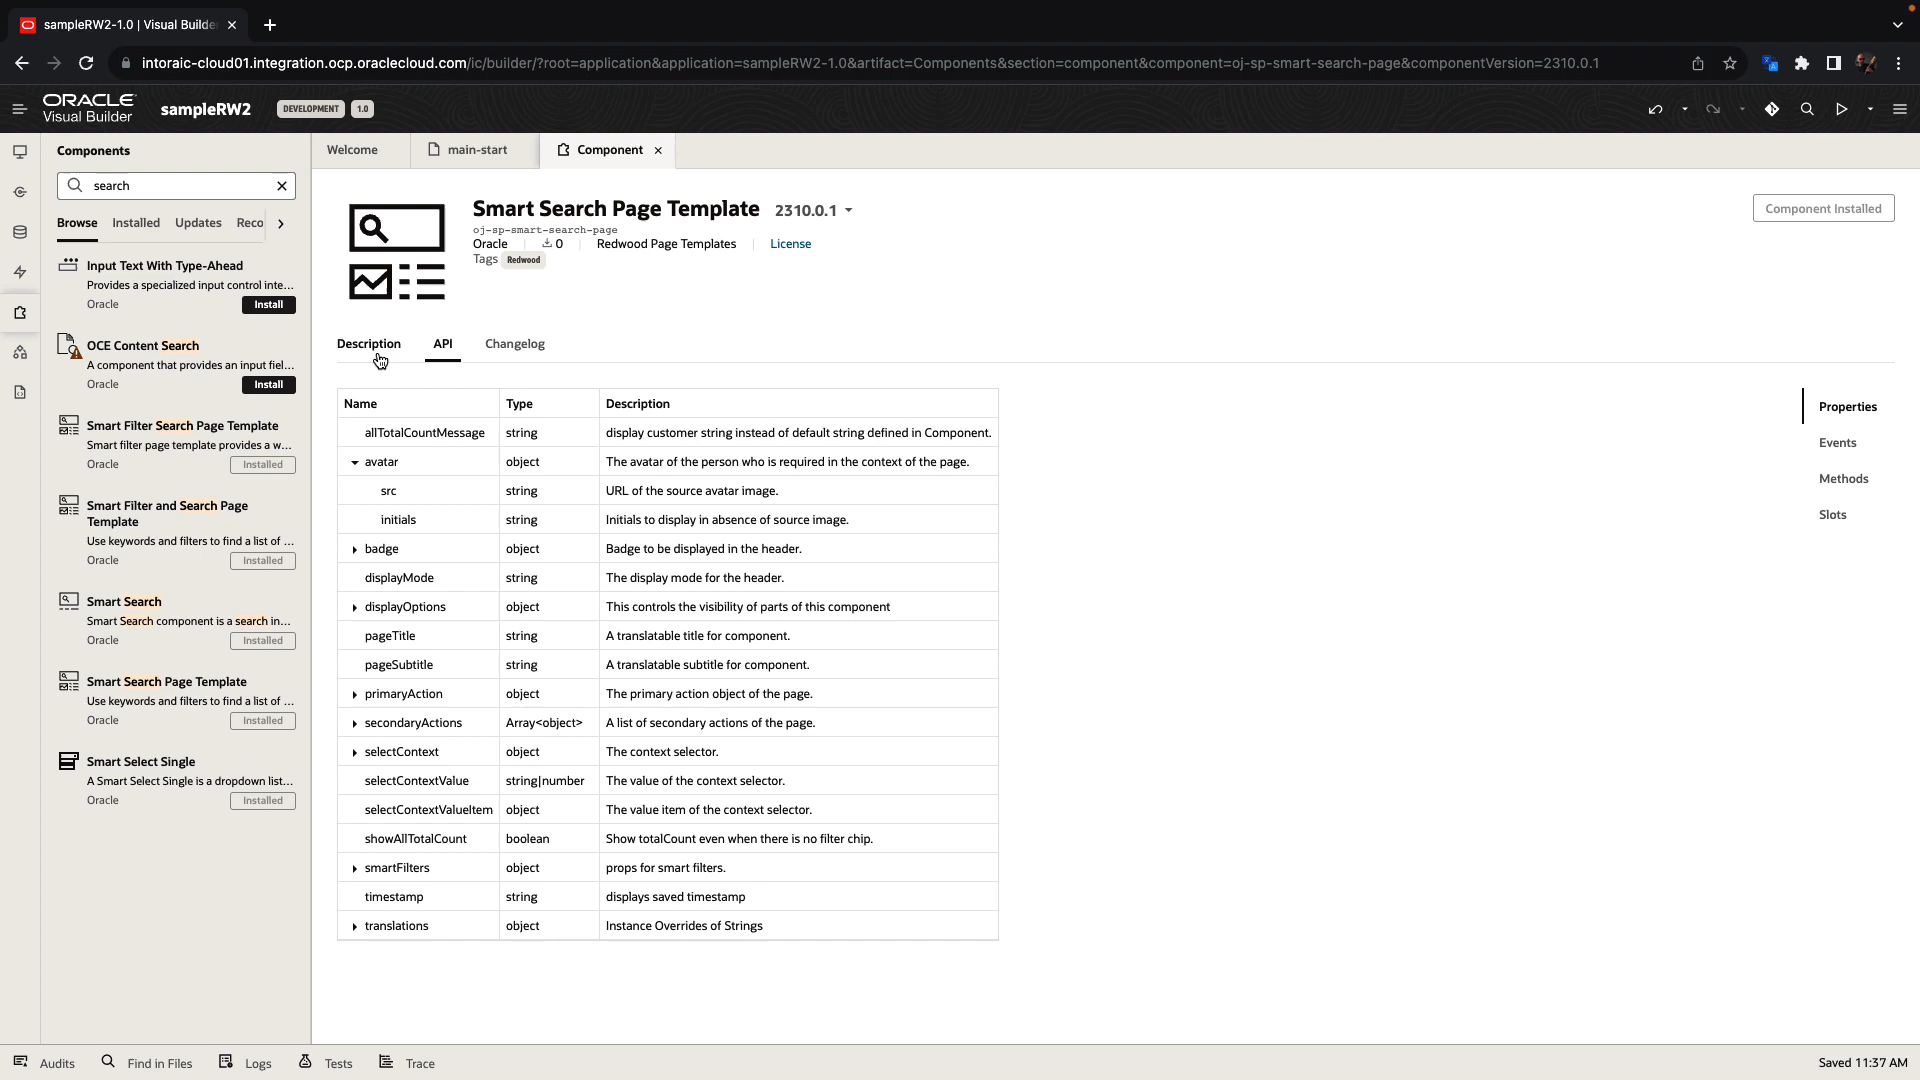 sampleRW2-1.0 | Visual Builde
intoraic-cloud01.integration.ocp.oraclecloud.com/ic/builder/?root=application&application=sampleRW2-1.0&artifact=Components&section=component&component=oj-sp-smart-search-page&componentVersion=2310.0.1
ORACLE
Visual Builder
sampleRW2
DEVELOPMENT
1.0
Components
search
Browse Installed Updates Reco
Input Text With Type-Ahead
Provides a specialized input control inte...
Oracle
Install
OCE Content Search
A component that provides an input fiel...
Oracle
Install
Smart Filter Search Page Template
Smart filter page template provides a w...
Oracle
Installed
Smart Filter and Search Page
Template
Use keywords and filters to find a list of ...
Oracle
Installed
Smart Search
Smart Search component is a search in...
Oracle
Installed
Smart Search Page Template
Use keywords and filters to find a list of ...
Oracle
Installed
Smart Select Single
A Smart Select Single is a dropdown list...
Oracle
Installed
Welcome
main-start
Component
Smart Search Page Template 2310.0.1
Component Installed
oj-sp-smart-search-page
Oracle 0 Redwood Page Templates License
Tags Redwood
Description API Changelog
Name Type Description
allTotalCountMessage string display customer string instead of default string defined in Component.
avatar object The avatar of the person who is required in the context of the page.
src string URL of the source avatar image.
initials string Initials to display in absence of source image.
badge object Badge to be displayed in the header.
displayMode string The display mode for the header.
displayOptions object This controls the visibility of parts of this component
pageTitle string A translatable title for component.
pageSubtitle string A translatable subtitle for component.
primaryAction object The primary action object of the page.
secondaryActions Array<object> A list of secondary actions of the page.
selectContext object The context selector.
selectContextValue string|number The value of the context selector.
selectContextValueItem object The value item of the context selector.
showAllTotalCount boolean Show totalCount even when there is no filter chip.
smartFilters object props for smart filters.
timestamp string displays saved timestamp
translations object Instance Overrides of Strings
Properties
Events
Methods
Slots
Audits Find in Files Logs Tests Trace
Saved 11:37 AM